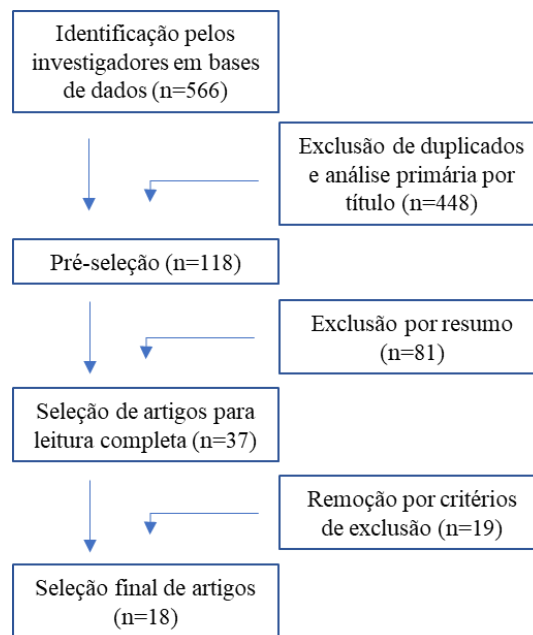 Identificação pelos
investigadores em bases
de dados (n=566)
Exclusão de duplicados
e análise primária por
título (n=448)
Pré-seleção (n=118)
Exclusão por resumo
(n=81)
Seleção de artigos para
leitura completa (n=37)
Remoção por critérios
de exclusão (n=19)
Seleção final de artigos
(n=18)